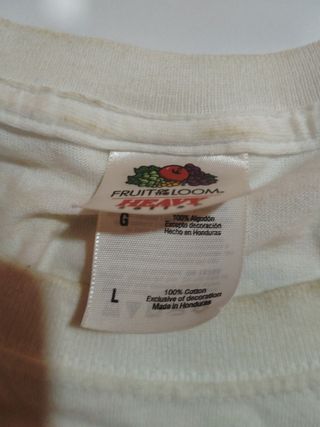 FRUIT OF THE LOOM
HEAVY
G
100% Algodón
Excepto decoración
Hecho en Honduras
L
100% Cotton
Exclusive of decoration
Made in Honduras